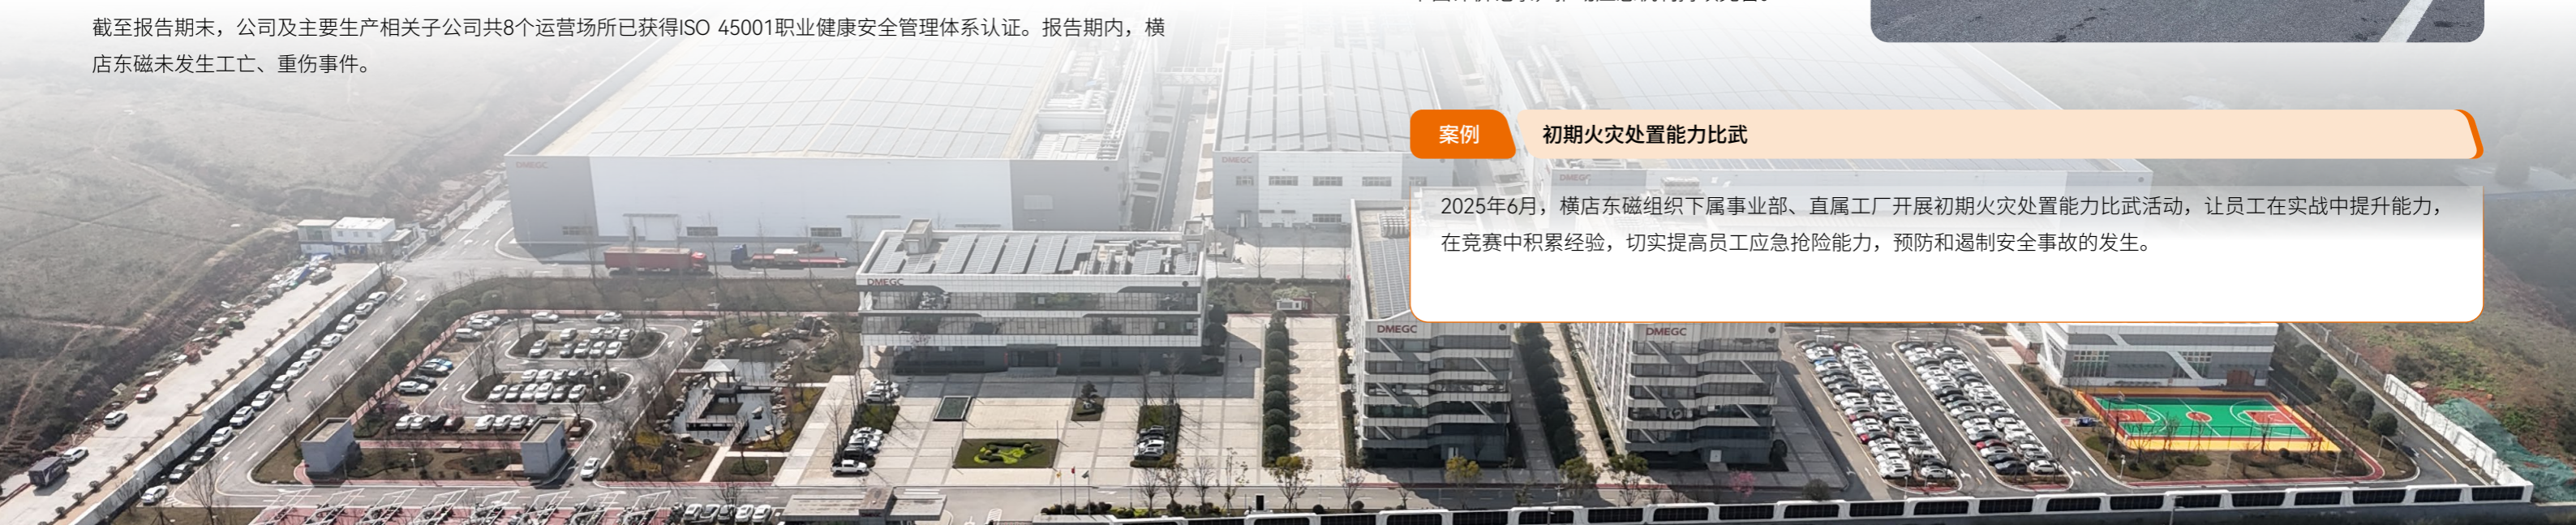 截至报告期末，公司及主要生产相关子公司共8个运营场所已获得ISO 45001职业健康安全管理体系认证。报告期内，横
店东磁未发生工亡、重伤事件。
案例
初期火灾处置能力比武
2025年6月，横店东磁组织下属事业部、直属工厂开展初期火灾处置能力比武活动，让员工在实战中提升能力，
在竞赛中积累经验，切实提高员工应急抢险能力，预防和遏制安全事故的发生。
DMEGC
DMEGC
DMEGC
DMEGC
DMEGC
DMEGC